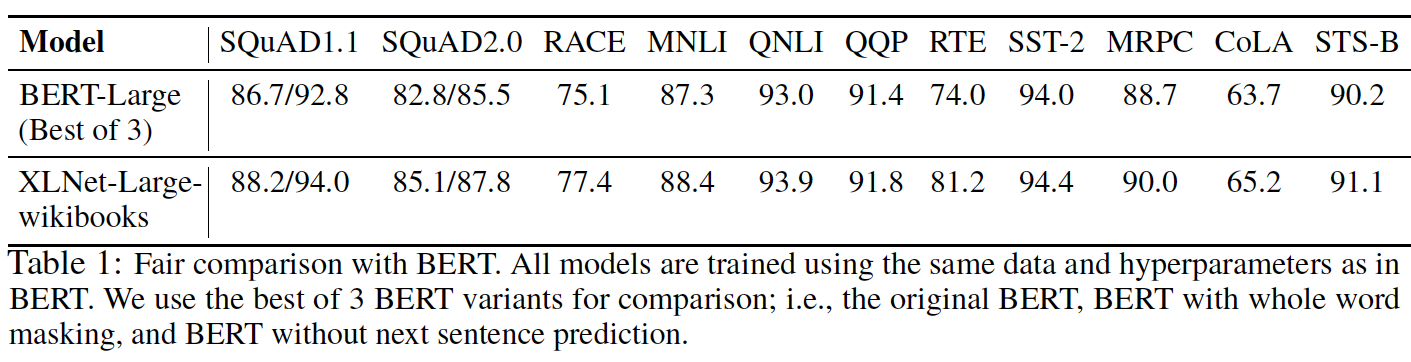 Model SQuAD1.1 SQuAD2.0 RACE MNLI QNLI QQP RTE SST-2 MRPC CoLA STS-B
BERT-Large 86.7/92.8 82.8/85.5 75.1 87.3 93.0 91.4 74.0 94.0 88.7 63.7 90.2
(Best of 3)
XLNet-Large- 88.2/94.0 85.1/87.8 77.4 88.4 93.9 91.8 81.2 94.4 90.0 65.2 91.1
wikibooks
Table 1: Fair comparison with BERT. All models are trained using the same data and hyperparameters as in
BERT. We use the best of 3 BERT variants for comparison; i.e., the original BERT, BERT with whole word
masking, and BERT without next sentence prediction.